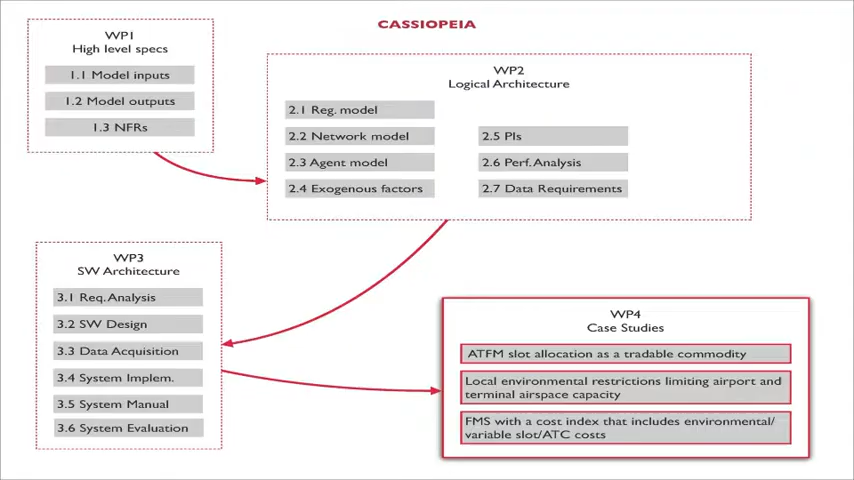 CASSIOPEIA
WP1
High level specs
1.1 Model inputs
1.2 Model outputs
1.3 NFRs
WP2
Logical Architecture
2.1 Reg. model
2.2 Network model
2.3 Agent model
2.4 Exogenous factors
2.5 PIs
2.6 Perf. Analysis
2.7 Data Requirements
WP3
SW Architecture
3.1 Req. Analysis
3.2 SW Design
3.3 Data Acquisition
3.4 System Implem.
3.5 System Manual
3.6 System Evaluation
WP4
Case Studies
ATFM slot allocation as a tradable commodity
Local environmental restrictions limiting airport and
terminal airspace capacity
FMS with a cost index that includes environmental/
variable slot/ATC costs